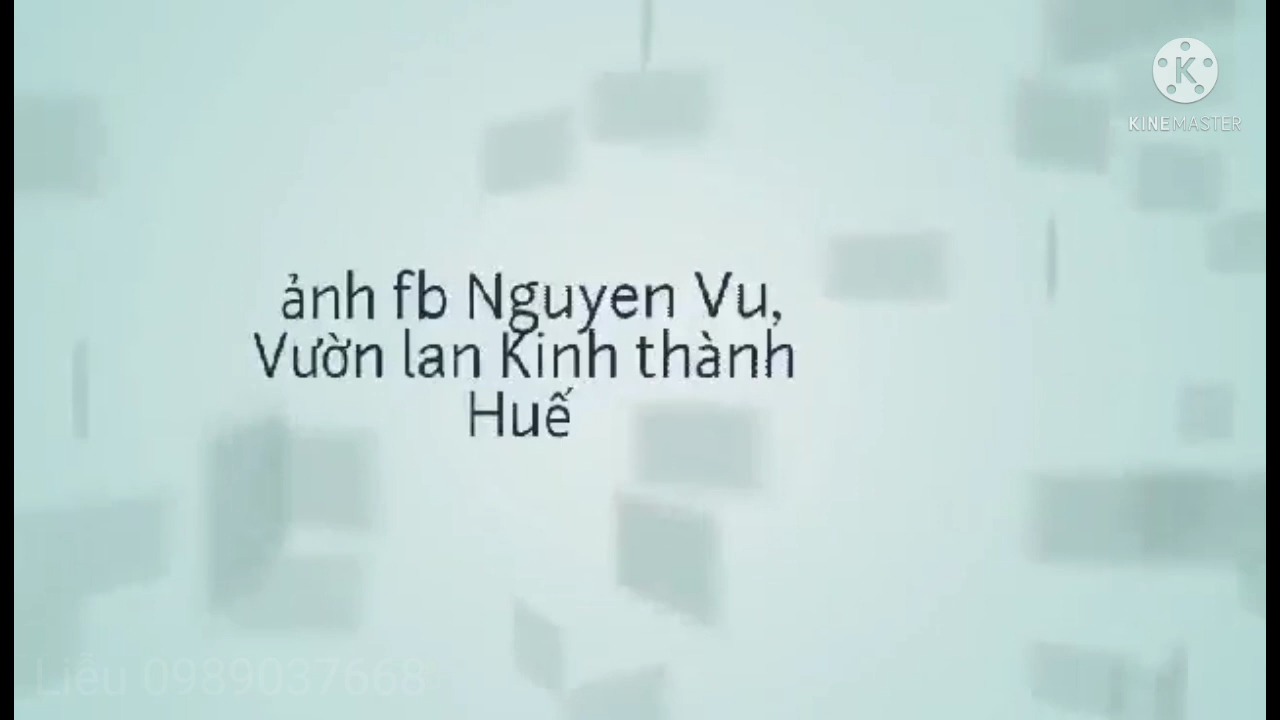 KINEMASTER
ảnh fb Nguyen Vu,
Vườn lan Kinh thành
Huế
Liễu 0989037668